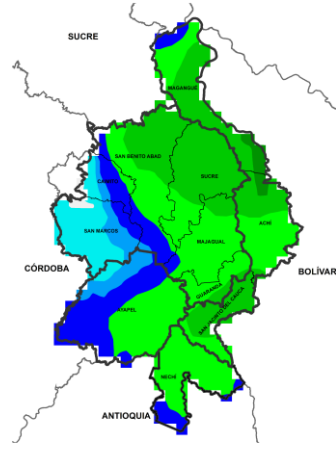 SUCRE
MAGANGUÉ
SAN BENITO ABAD
SUCRE
CAIMITO
ACHÍ
SAN MARCOS
MAJAGUAL
CÓRDOBA
BOLÍVAR
GUARANDA
SAN JACINTO DEL CAUCA
AYAPEL
NECHÍ
ANTIOQUIA